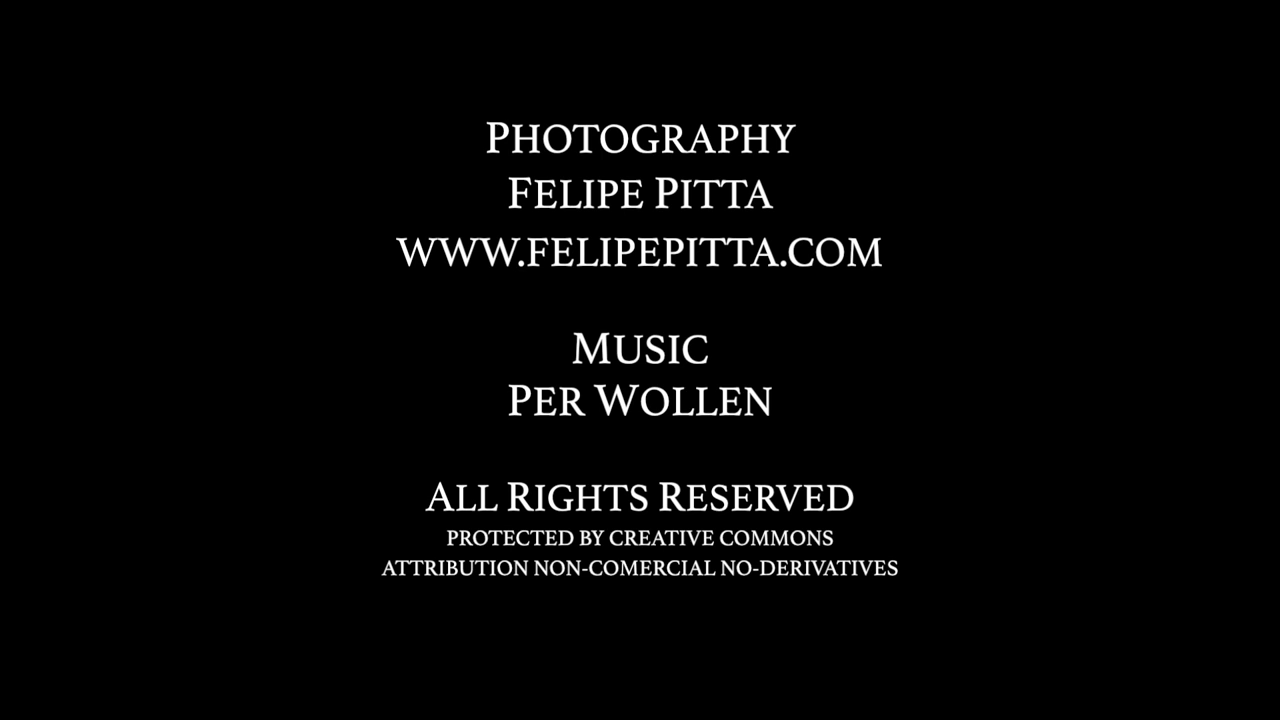 Photography
Felipe Pitta
www.felipepitta.com
Music
Per Wollen
All Rights Reserved
protected by creative commons
attribution non-comercial no-derivatives